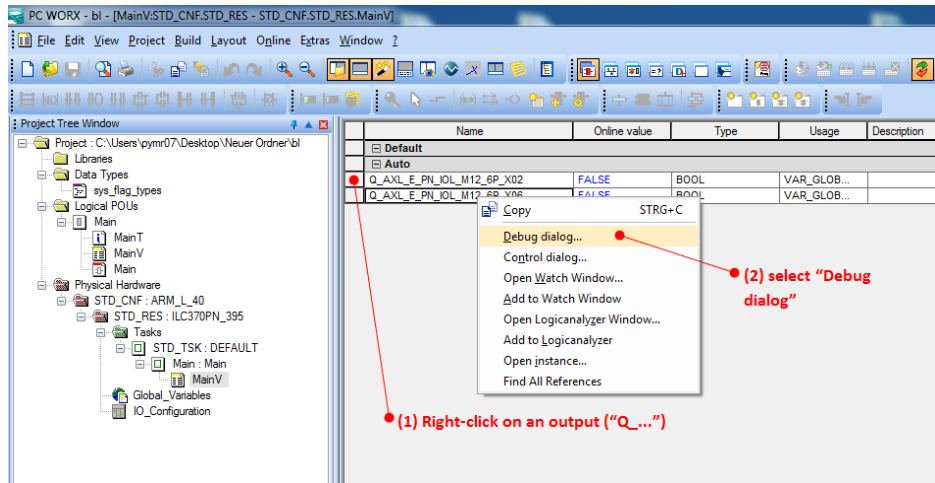 PC WORX - bl - [MainV:STD_CNF.STD_RES - STD_CNF.STD_RES.MainV]
File Edit View Project Build Layout Online Extras Window ?
Project Tree Window
Project : C:\Users\pymr07\Desktop\Neuer Ordner\bl
Libraries
Data Types
sys_flag_types
Logical POUs
Main
MainT
MainV
Main
Physical Hardware
STD_CNF : ARM_L_40
STD_RES : ILC370PN_395
Tasks
STD_TSK : DEFAULT
Main : Main
MainV
Global_Variables
IO_Configuration
Name Online value Type Usage Description
Default
Auto
Q_AXL_E_PN_IOL_M12_6P_X02 FALSE BOOL VAR_GLOB...
Q_AXL_E_PN_IOL_M12_6P_X06 FALSE BOOL VAR_GLOB...
Copy STRG+C
Debug dialog...
Control dialog...
Open Watch Window...
Add to Watch Window
Open Logicanalyzer Window...
Add to Logicanalyzer
Open instance...
Find All References
(2) select “Debug
dialog”
(1) Right-click on an output (“Q_...”)